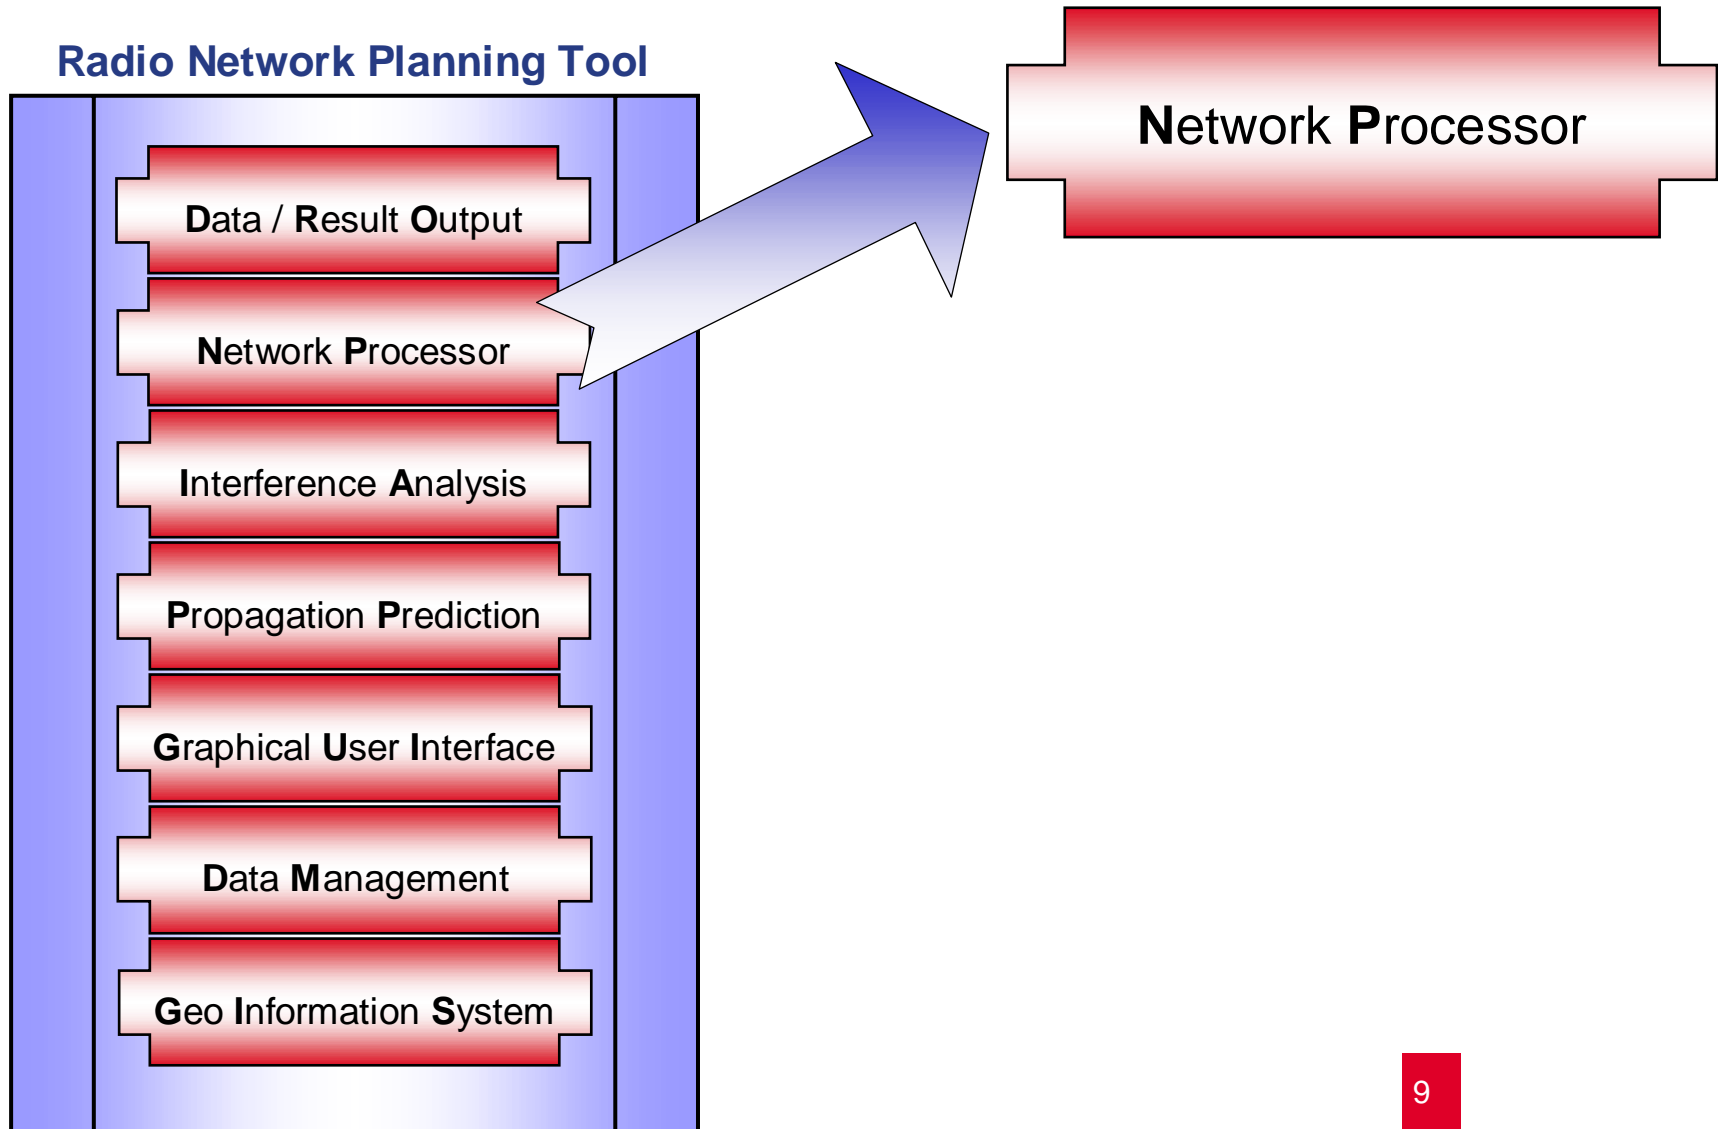 Radio Network Planning Tool
Data / Result Output
Network Processor
Interference Analysis
Propagation Prediction
Graphical User Interface
Data Management
Geo Information System
Network Processor
9